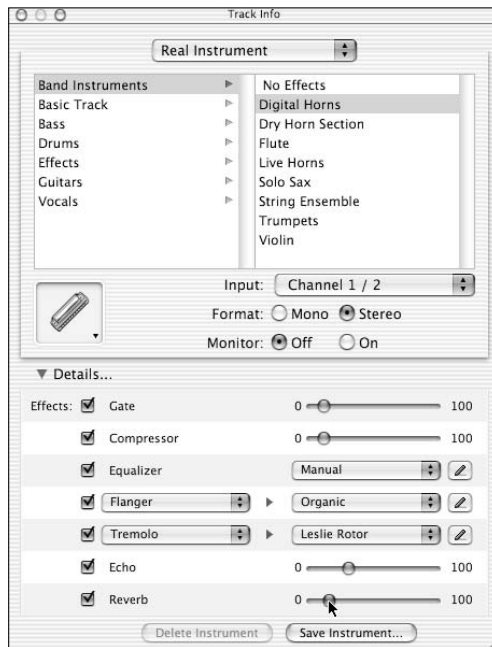 Track Info
Real Instrument
Band Instruments
Basic Track
Bass
Drums
Effects
Guitars
Vocals
No Effects
Digital Horns
Dry Horn Section
Flute
Live Horns
Solo Sax
String Ensemble
Trumpets
Violin
Input: Channel 1 / 2
Format: Mono Stereo
Monitor: Off On
Details...
Effects: Gate 0 100
Compressor 0 100
Equalizer Manual
Flanger Organic
Tremolo Leslie Rotor
Echo 0 100
Reverb 0 100
Delete Instrument Save Instrument...